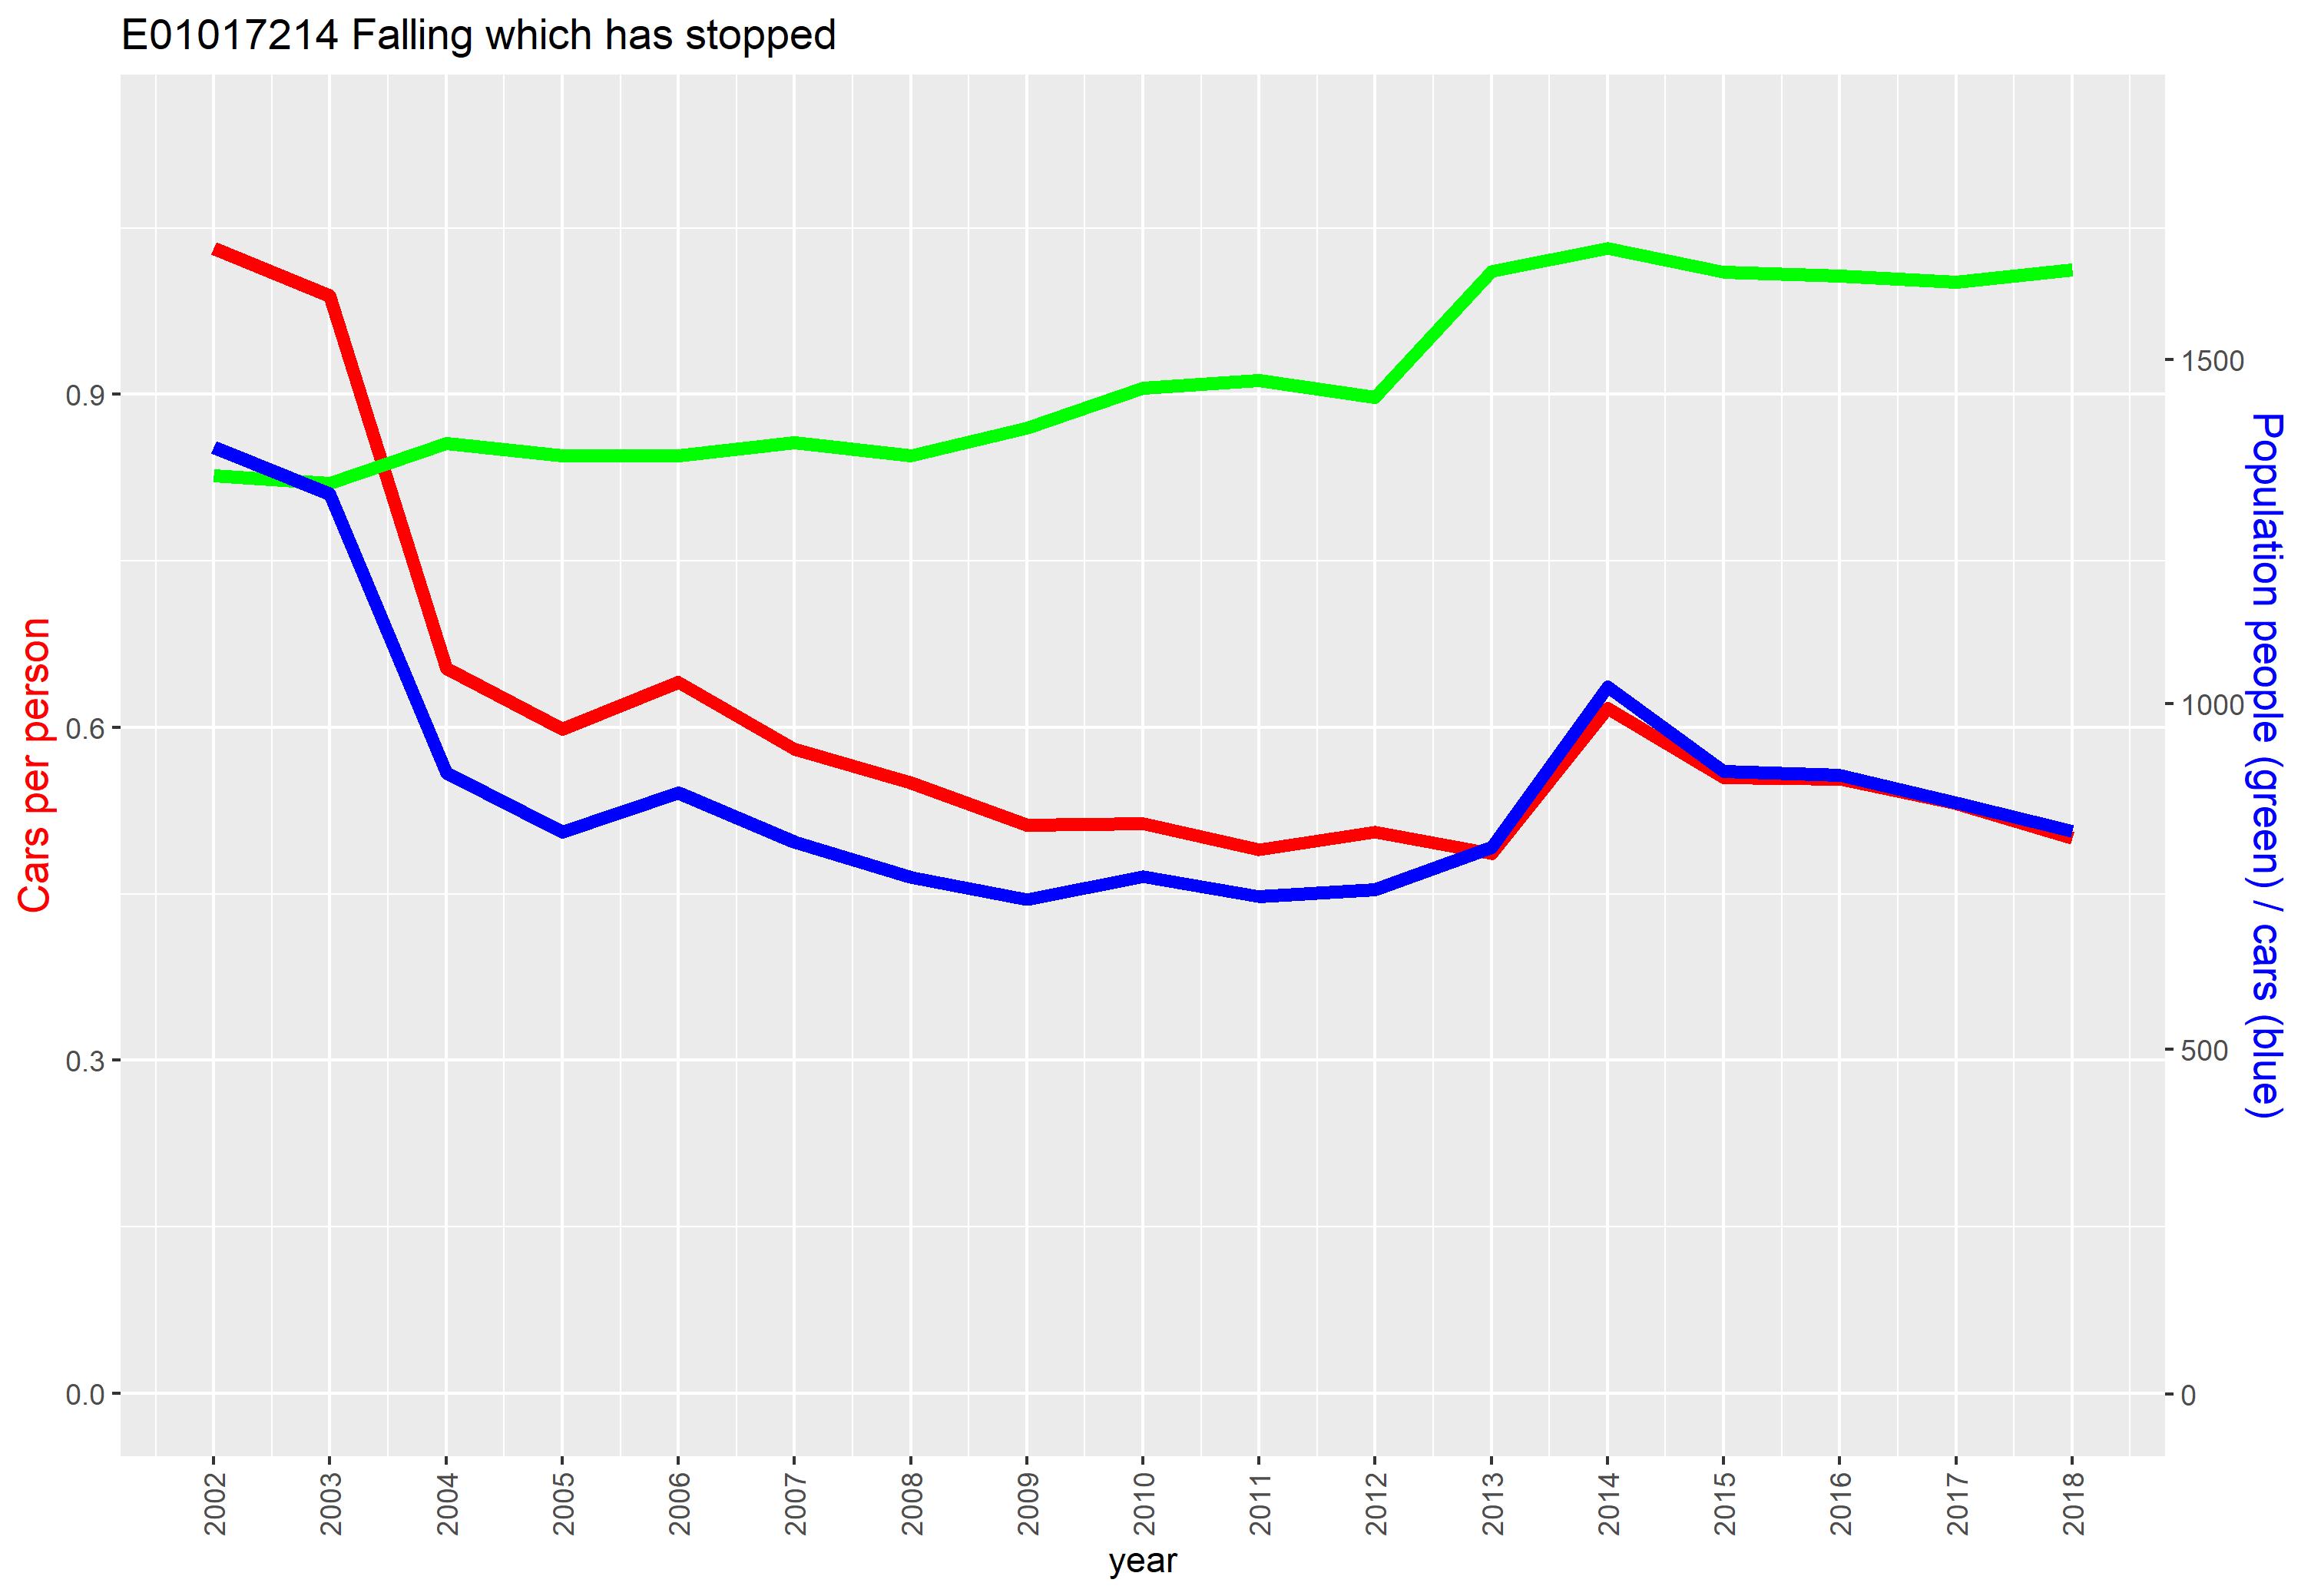 E01017214 Falling which has stopped
Cars per person
0.9
0.6
0.3
0.0
1500
1000
500
0
Population people (green) / cars (blue)
2002 2003 2004 2005 2006 2007 2008 2009 2010 2011 2012 2013 2014 2015 2016 2017 2018
year